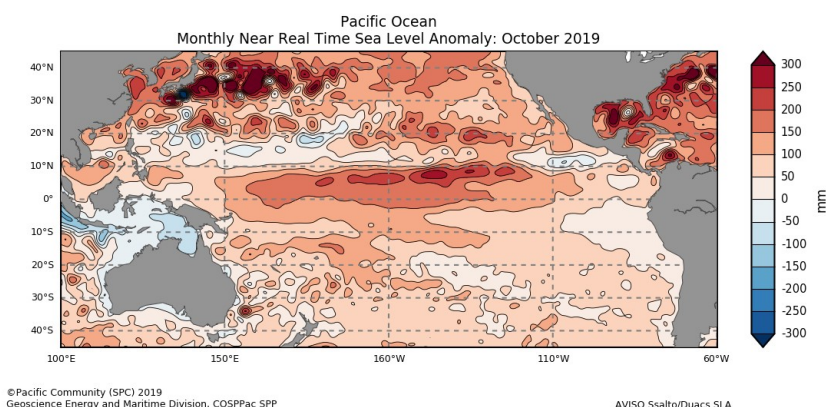 Pacific Ocean
Monthly Near Real Time Sea Level Anomaly: October 2019
40°N
30°N
20°N
10°N
0°
10°S
20°S
30°S
40°S
100°E
150°E
160°W
110°W
60°W
300
250
200
150
100
50
0
-50
-100
-150
-200
-250
-300
mm
©Pacific Community (SPC) 2019
Geoscience Energy and Maritime Division, COSPPac SPP
AVISO Ssalto/Duacs SLA